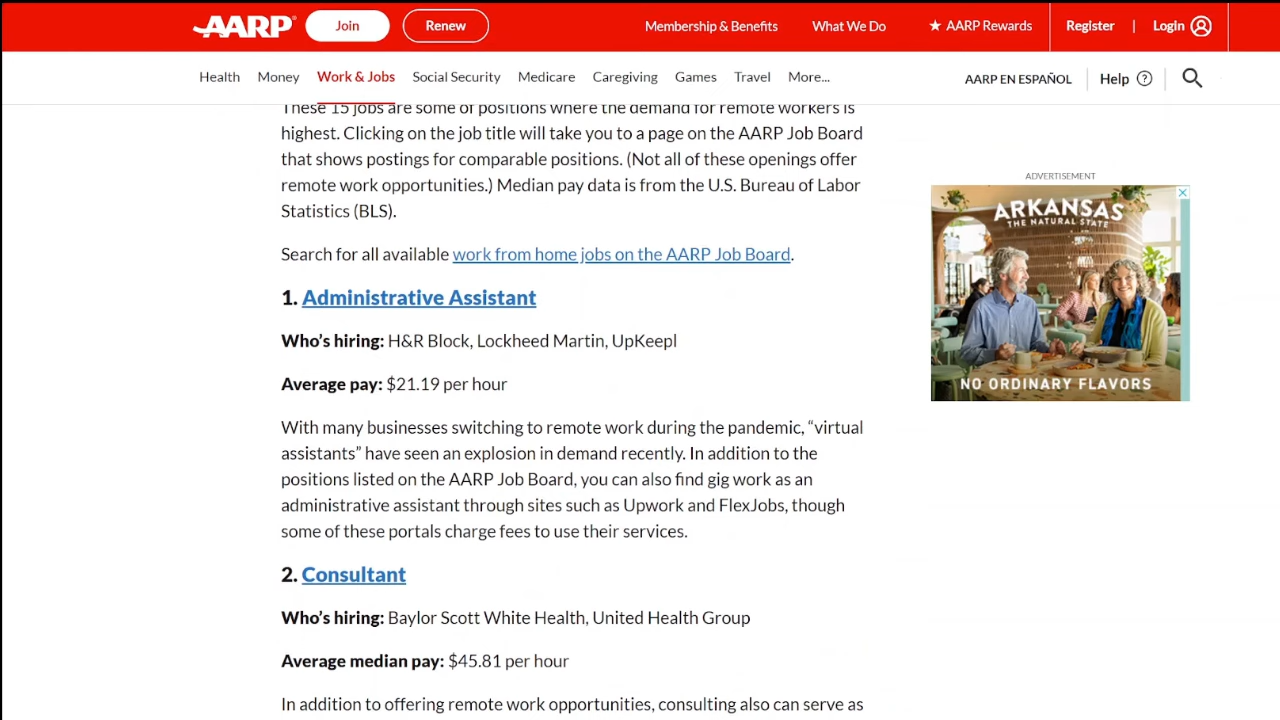 AARP
Join
Renew
Membership & Benefits
What We Do
★ AARP Rewards
Register
|
Login
Health
Money
Work & Jobs
Social Security
Medicare
Caregiving
Games
Travel
More...
AARP EN ESPAÑOL
Help ?
These 15 jobs are some of positions where the demand for remote workers is
highest. Clicking on the job title will take you to a page on the AARP Job Board
that shows postings for comparable positions. (Not all of these openings offer
remote work opportunities.) Median pay data is from the U.S. Bureau of Labor
Statistics (BLS).
Search for all available work from home jobs on the AARP Job Board.
1. Administrative Assistant
Who’s hiring: H&R Block, Lockheed Martin, UpKeepl
Average pay: $21.19 per hour
With many businesses switching to remote work during the pandemic, “virtual
assistants” have seen an explosion in demand recently. In addition to the
positions listed on the AARP Job Board, you can also find gig work as an
administrative assistant through sites such as Upwork and FlexJobs, though
some of these portals charge fees to use their services.
2. Consultant
Who’s hiring: Baylor Scott White Health, United Health Group
Average median pay: $45.81 per hour
In addition to offering remote work opportunities, consulting also can serve as
ADVERTISEMENT
ARKANSAS
THE NATURAL STATE
NO ORDINARY FLAVORS